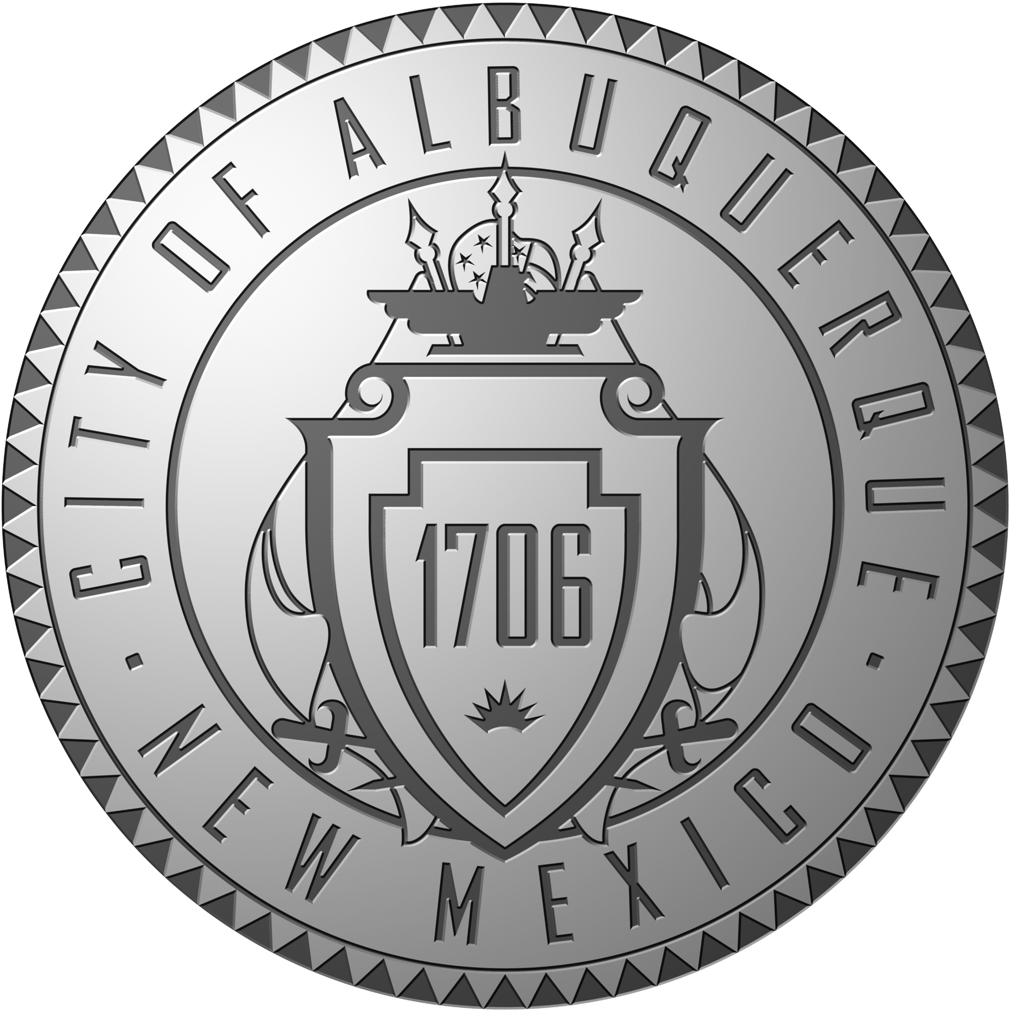 CITY OF ALBUQUERQUE
1706
· NEW MEXICO ·